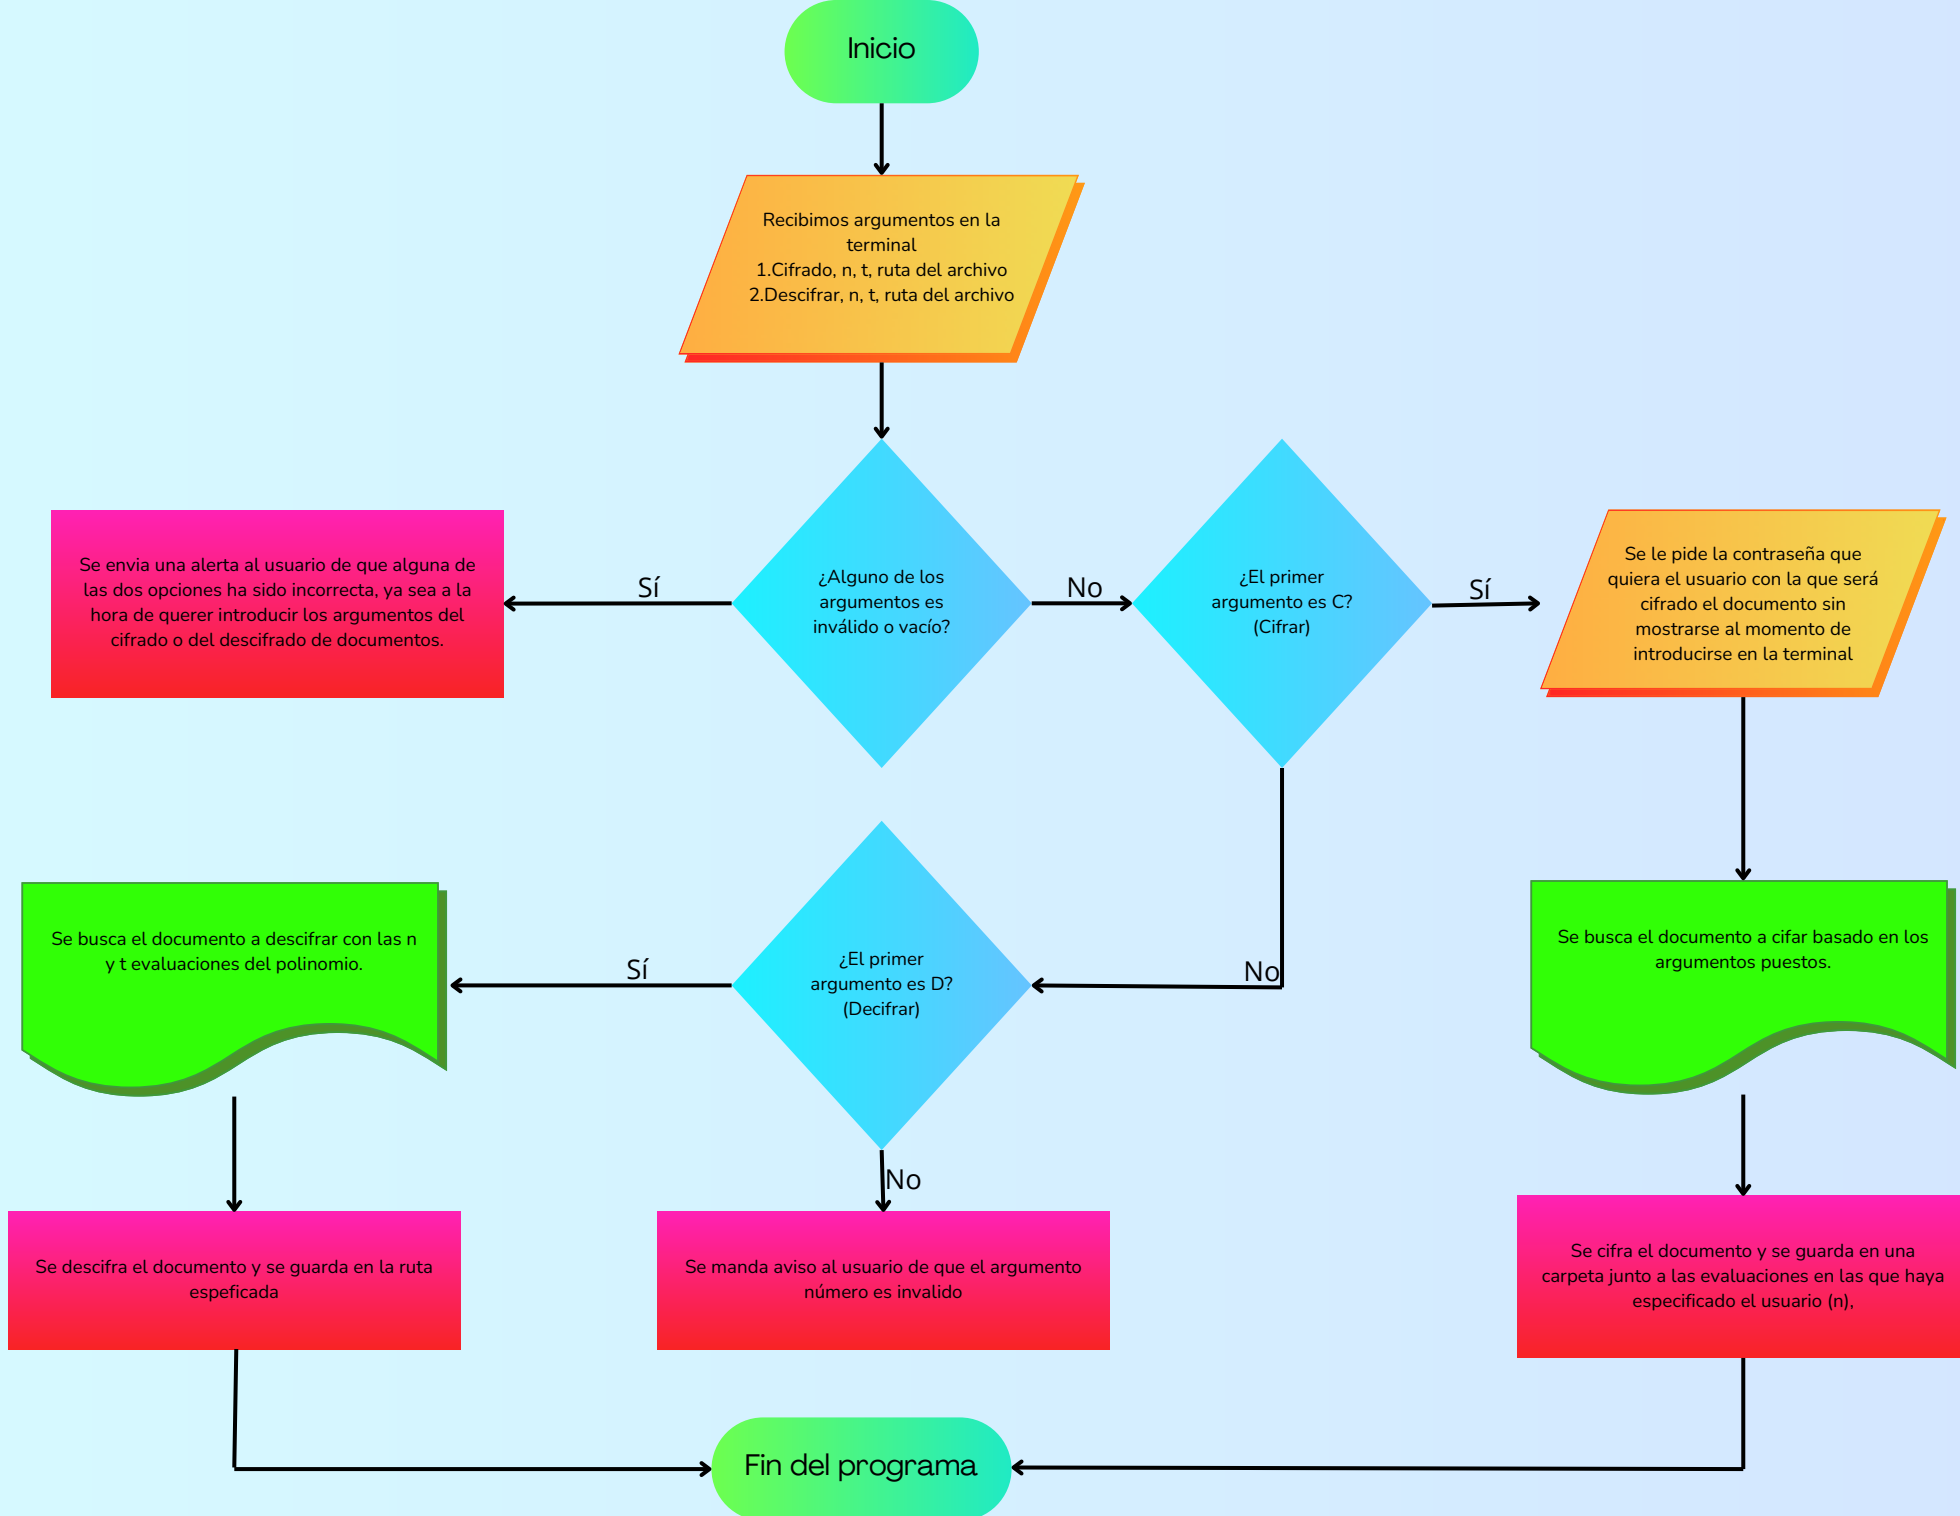 Inicio
Recibimos argumentos en la
terminal
1.Cifrado, n, t, ruta del archivo
2.Descifrar, n, t, ruta del archivo
Se envia una alerta al usuario de que alguna de
las dos opciones ha sido incorrecta, ya sea a la
hora de querer introducir los argumentos del
cifrado o del descifrado de documentos.
Sí
¿Alguno de los
argumentos es
inválido o vacío?
No
¿El primer
argumento es C?
(Cifrar)
Sí
Se le pide la contraseña que
quiera el usuario con la que será
cifrado el documento sin
mostrarse al momento de
introducirse en la terminal
Se busca el documento a descifrar con las n
y t evaluaciones del polinomio.
Sí
¿El primer
argumento es D?
(Decifrar)
No
Se busca el documento a cifar basado en los
argumentos puestos.
No
Se descifra el documento y se guarda en la ruta
espeficada
Se manda aviso al usuario de que el argumento
número es invalido
Se cifra el documento y se guarda en una
carpeta junto a las evaluaciones en las que haya
especificado el usuario (n),
Fin del programa